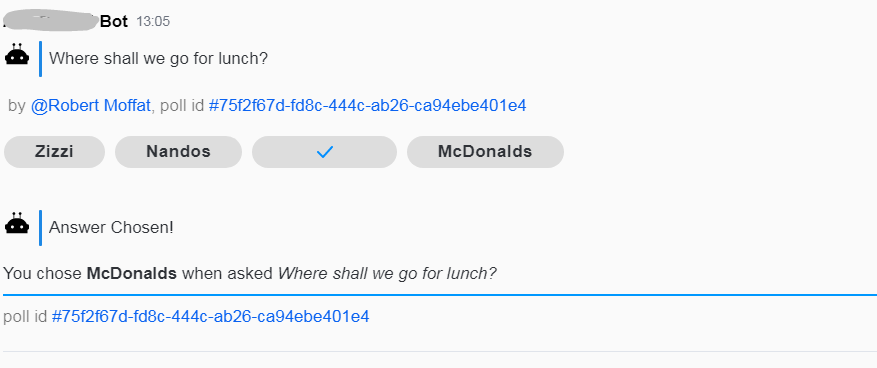 Bot 13:05
Where shall we go for lunch?
by @Robert Moffat, poll id #75f2f67d-fd8c-444c-ab26-ca94ebe401e4
Zizzi Nandos McDonalds
Answer Chosen!
You chose McDonalds when asked Where shall we go for lunch?
poll id #75f2f67d-fd8c-444c-ab26-ca94ebe401e4